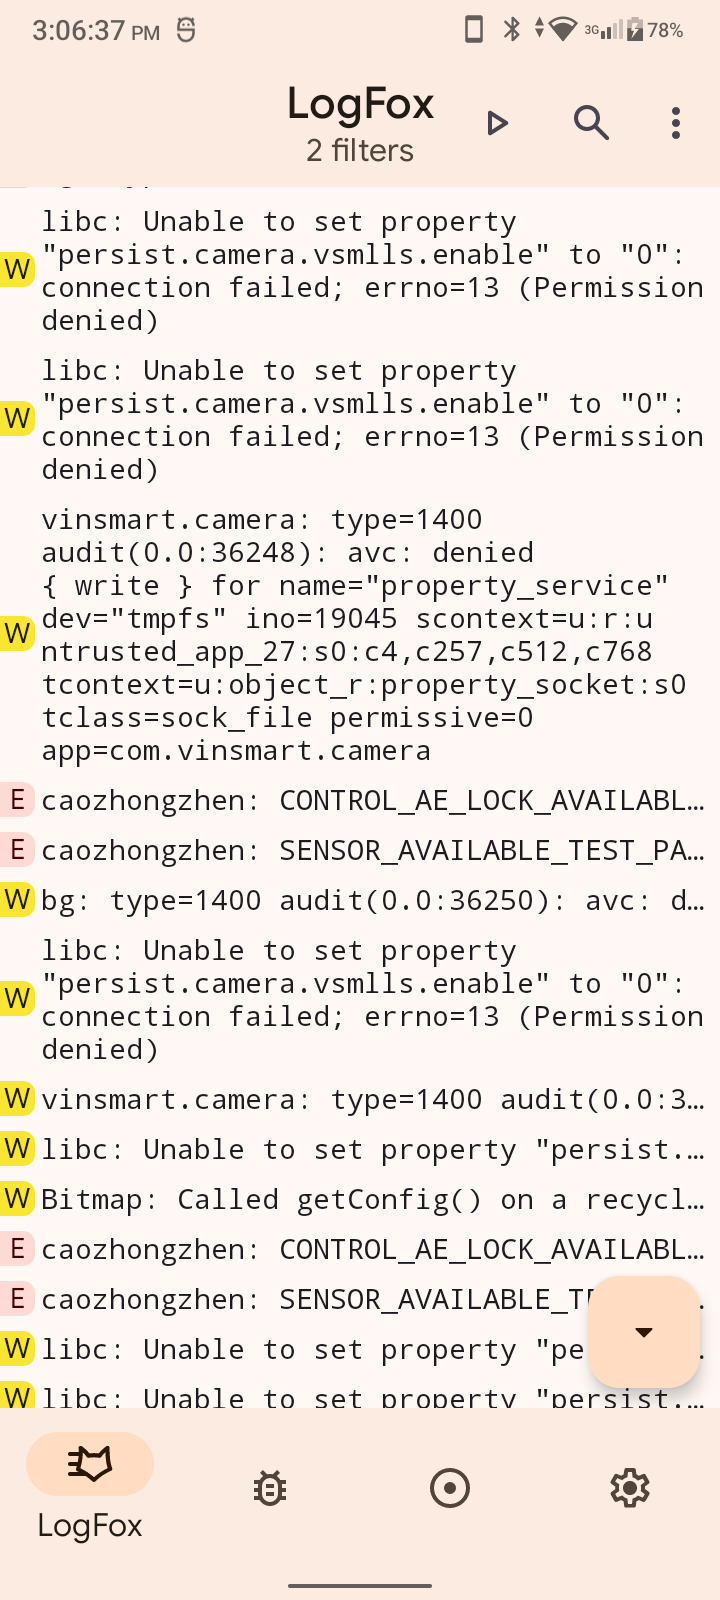 3:06:37 PM
3G
78%
LogFox
2 filters
libc: Unable to set property
"persist.camera.vsmlls.enable" to "0":
W
connection failed; errno=13 (Permission
denied)
libc: Unable to set property
"persist.camera.vsmlls.enable" to "0":
W
connection failed; errno=13 (Permission
denied)
vinsmart.camera: type=1400
audit(0.0:36248): avc: denied
{ write } for name="property_service"
dev="tmpfs" ino=19045 scontext=u:r:u
W
ntrusted_app_27:s0:c4,c257,c512,c768
tcontext=u:object_r:property_socket:s0
tclass=sock_file permissive=0
app=com.vinsmart.camera
E caozhongzhen: CONTROL_AE_LOCK_AVAILABL…
E caozhongzhen: SENSOR_AVAILABLE_TEST_PA…
W bg: type=1400 audit(0.0:36250): avc: d…
libc: Unable to set property
"persist.camera.vsmlls.enable" to "0":
W
connection failed; errno=13 (Permission
denied)
W vinsmart.camera: type=1400 audit(0.0:3…
W libc: Unable to set property "persist.…
W Bitmap: Called getConfig() on a recycl…
E caozhongzhen: CONTROL_AE_LOCK_AVAILABL…
E caozhongzhen: SENSOR_AVAILABLE_TE
W libc: Unable to set property "pe
W libc: Unable to set property "persist.…
LogFox